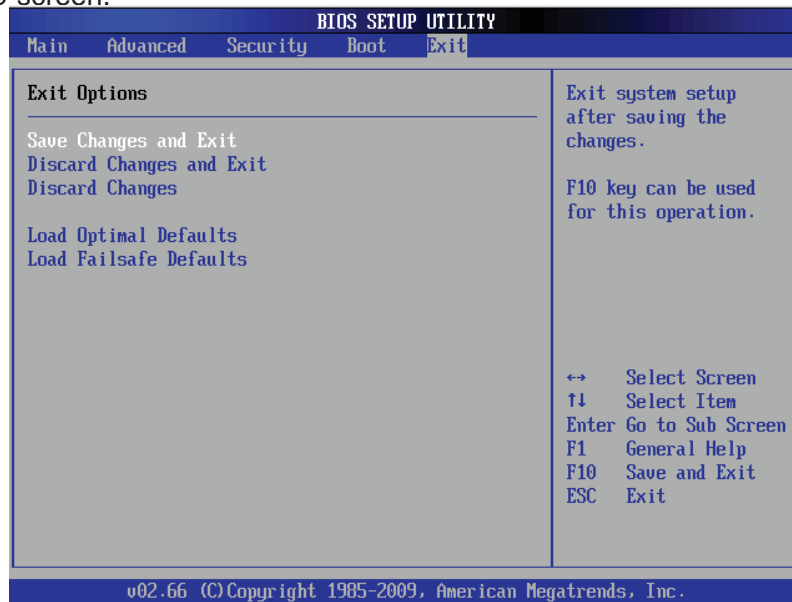 screen.
BIOS SETUP UTILITY
Main Advanced Security Boot Exit
Exit Options
Save Changes and Exit
Discard Changes and Exit
Discard Changes
Load Optimal Defaults
Load Failsafe Defaults
Exit system setup
after saving the
changes.
F10 key can be used
for this operation.
↔ Select Screen
↑↓ Select Item
Enter Go to Sub Screen
F1 General Help
F10 Save and Exit
ESC Exit
v02.66 (C)Copyright 1985-2009, American Megatrends, Inc.